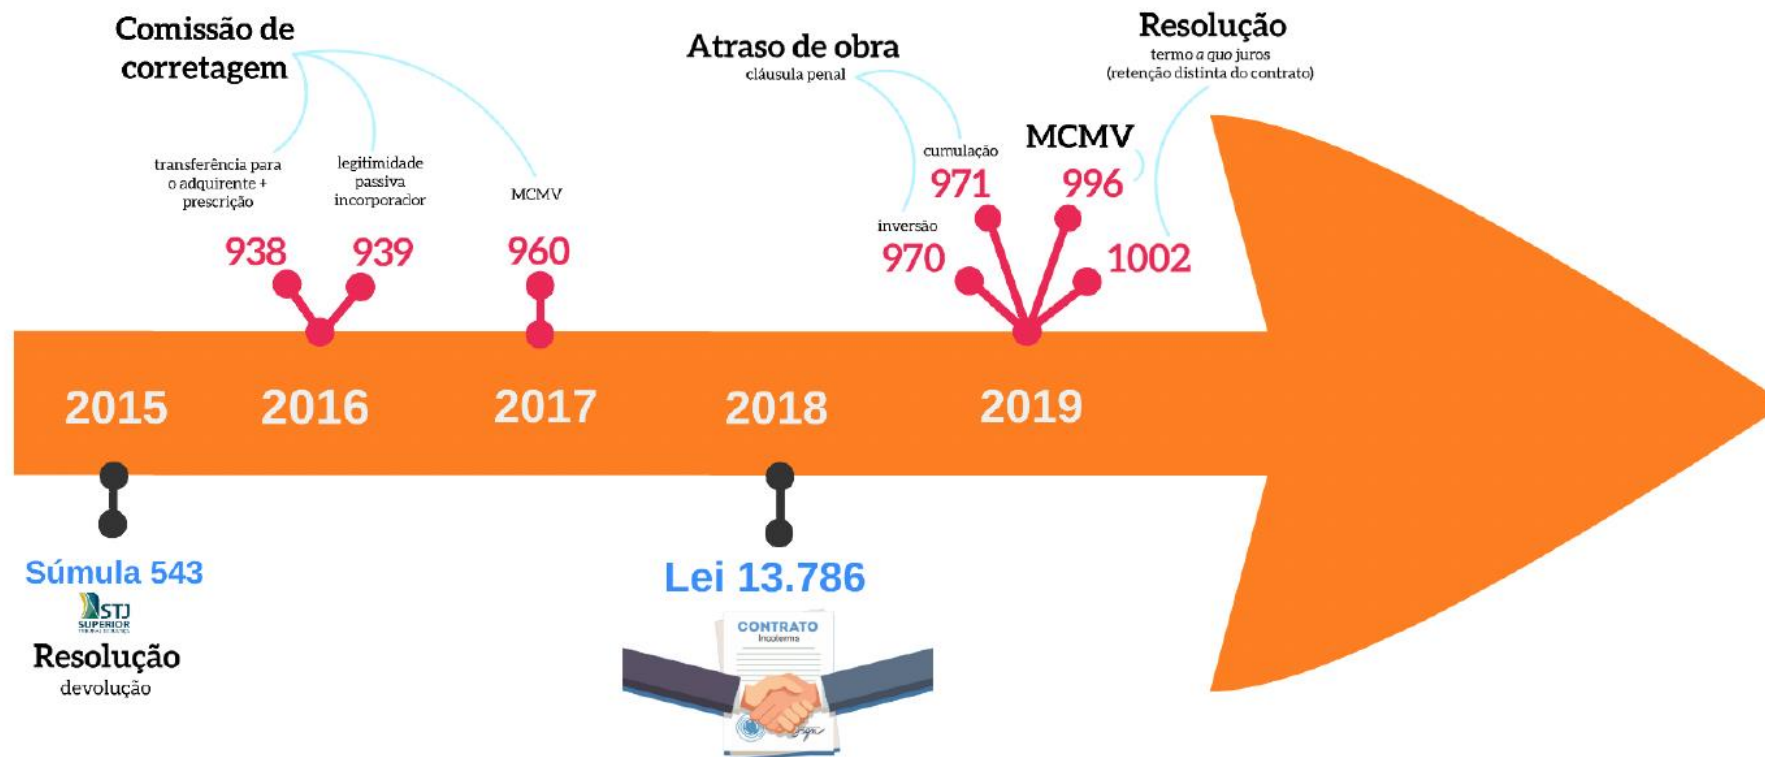 Comissão de
corretagem
transferência para
o adquirente +
prescrição
938
legitimidade
passiva
incorporador
939
MCMV
960
Atraso de obra
cláusula penal
inversão
970
cumulação
971
MCMV
996
Resolução
termo a quo juros
(retenção distinta do contrato)
1002
2015
2016
2017
2018
2019
Súmula 543
STJ
SUPERIOR
Resolução
devolução
Lei 13.786
CONTRATO
Incoterms